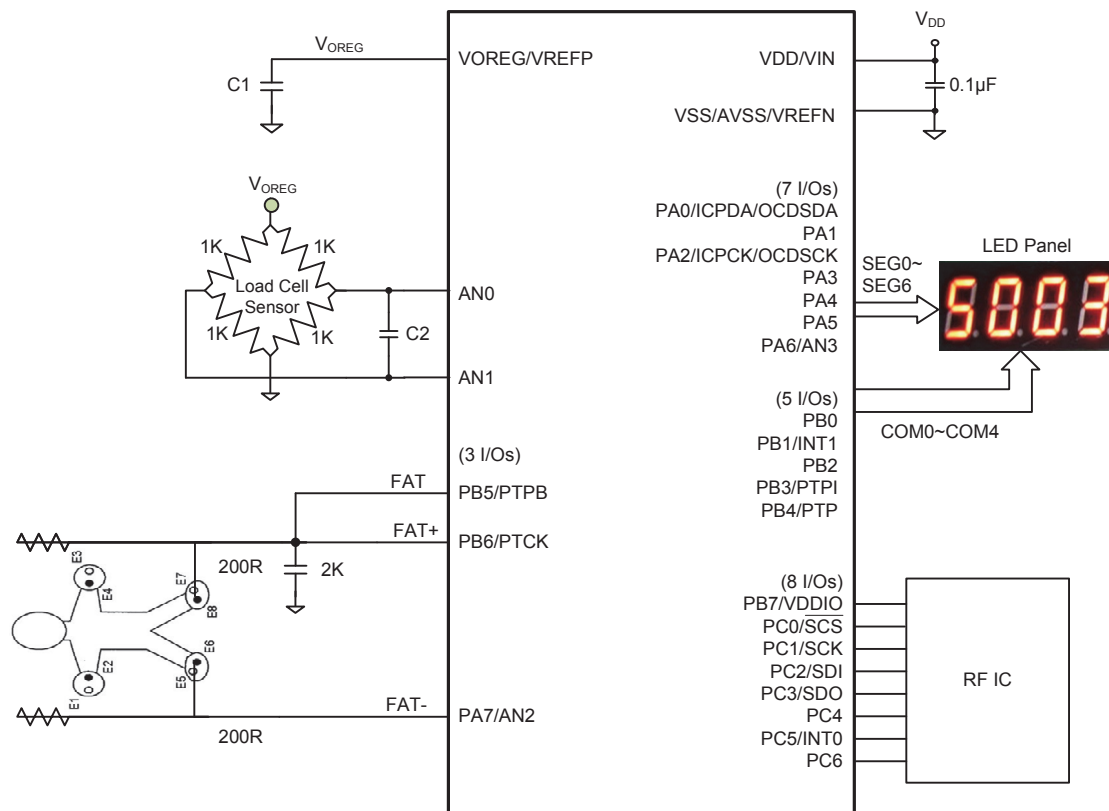 VOREG
VOREG/VREFP
C1
VDD
VDD/VIN
0.1µF
VSS/AVSS/VREFN
VOREG
1K
1K
Load Cell
Sensor
1K
1K
AN0
C2
AN1
(7 I/Os)
PA0/ICPDA/OCDSDA
PA1
PA2/ICPCK/OCDSCK
PA3
PA4
PA5
PA6/AN3
SEG0~
SEG6
LED Panel
5003
(5 I/Os)
PB0
PB1/INT1
PB2
PB3/PTPI
PB4/PTP
COM0~COM4
(3 I/Os)
FAT
PB5/PTPB
FAT+
PB6/PTCK
200R
2K
E3
E4
E7
E8
E2
E1
E6
E5
FAT-
PA7/AN2
200R
(8 I/Os)
PB7/VDDIO
PC0/SCS
PC1/SCK
PC2/SDI
PC3/SDO
PC4
PC5/INT0
PC6
RF IC